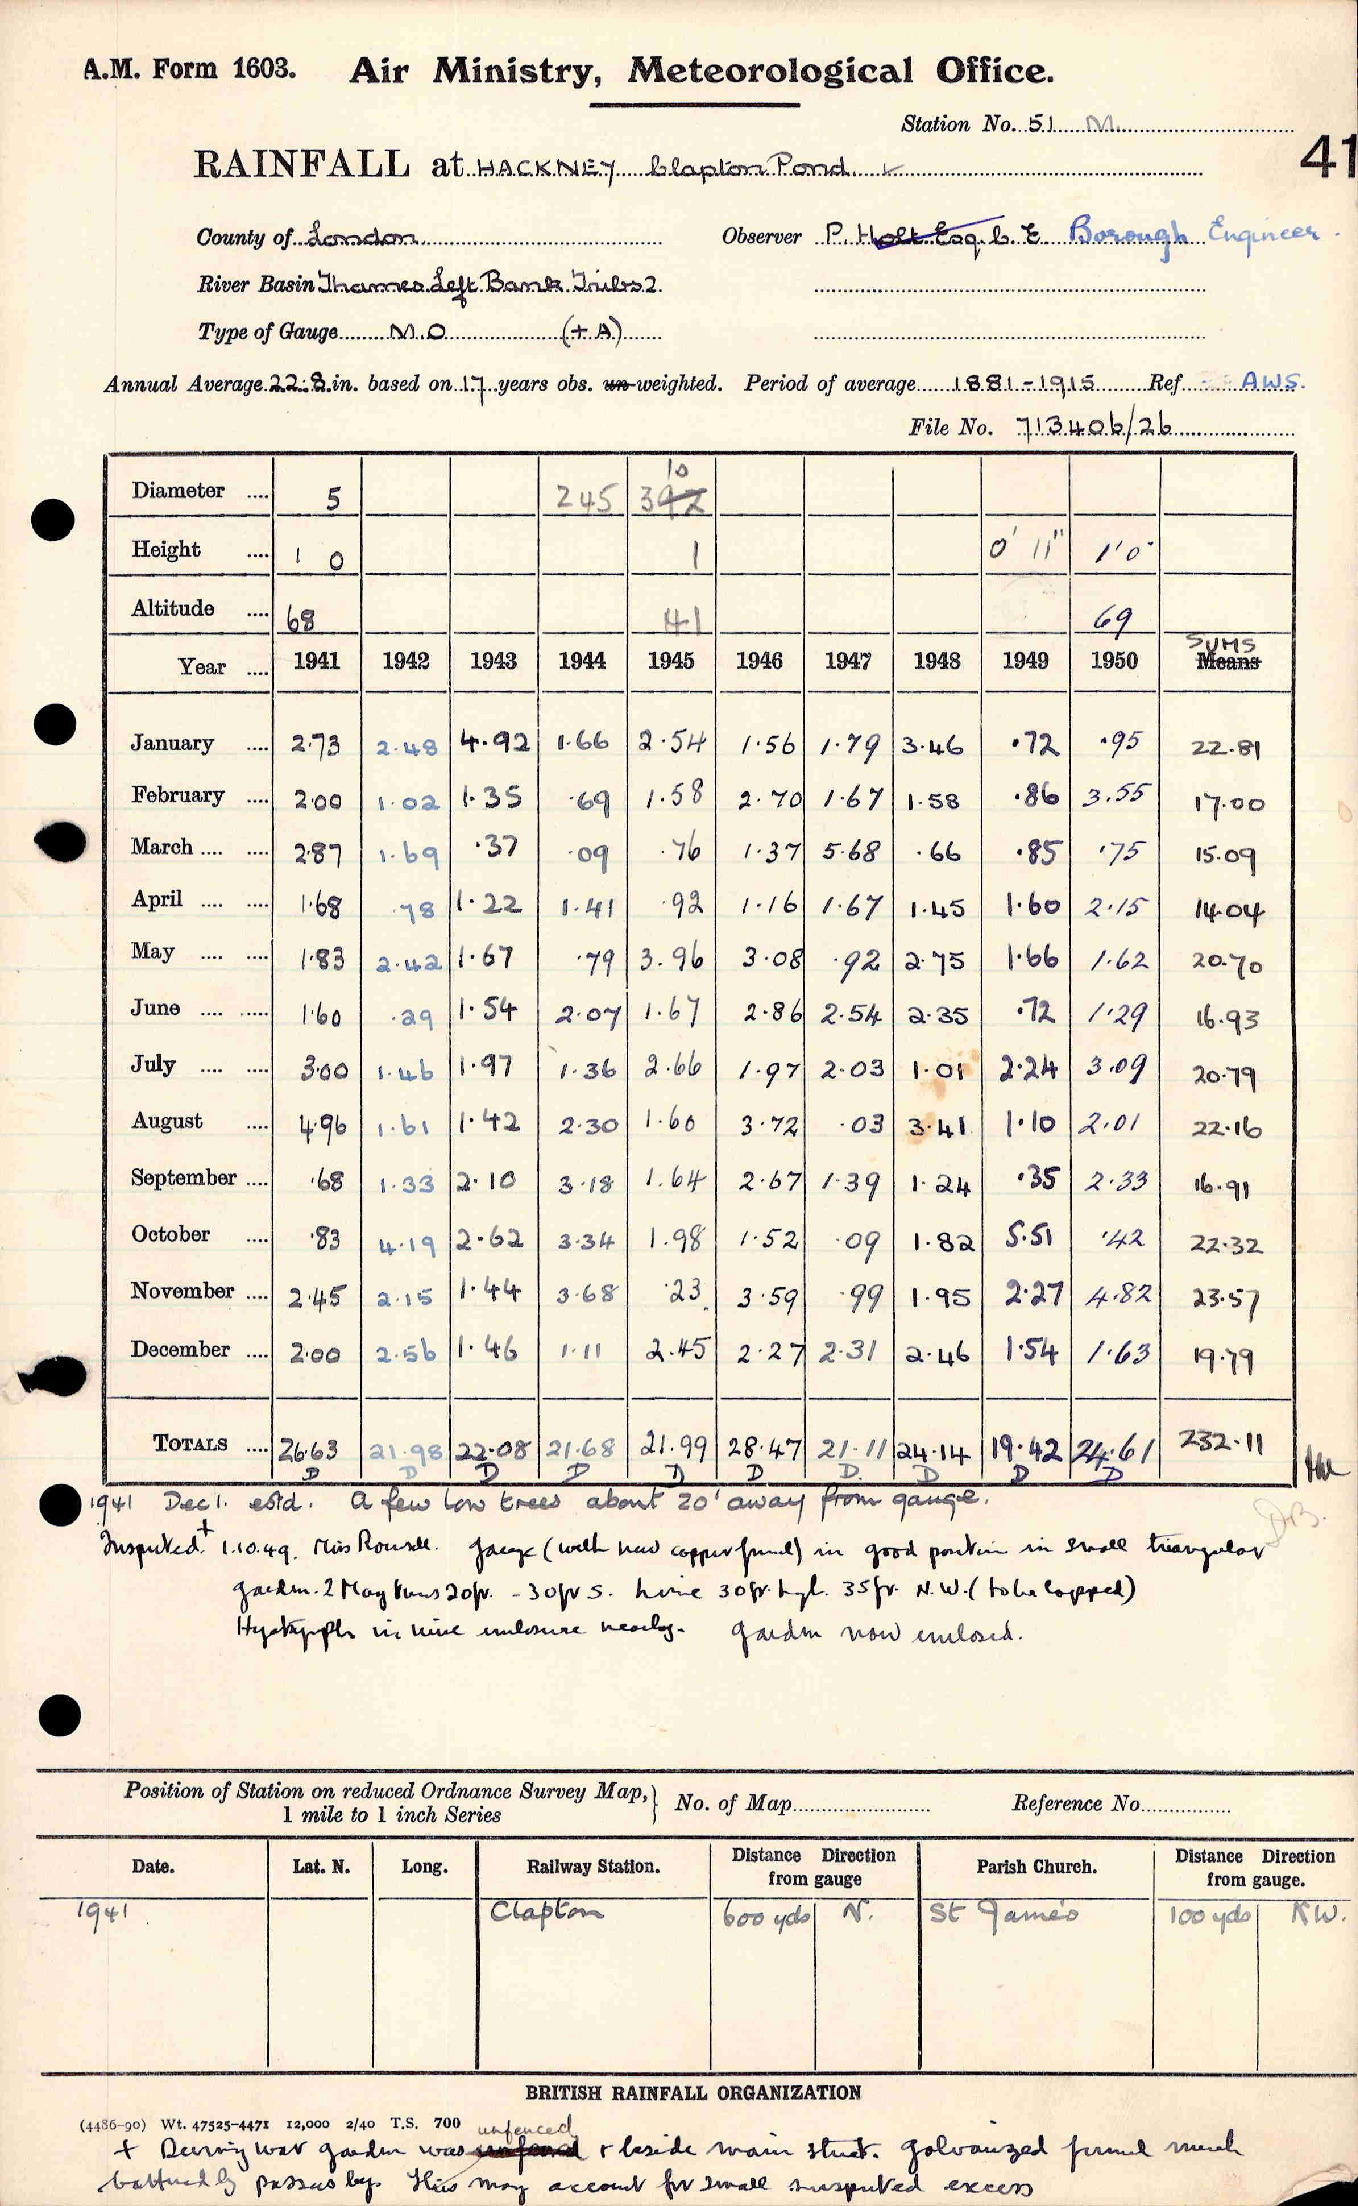 A.M. Form 1603. Air Ministry, Meteorological Office.
Station No. 51 M.
41
RAINFALL at HACKNEY Clapton Pond. ✓
County of London Observer P. Holt Esq. C. E. Borough Engineer.
River Basin Thames Left Bank Tribs 2
Type of Gauge M.O (+A)
Annual Average 22.8 in. based on 17 years obs. un-weighted. Period of average 1881-1915 Ref AWS.
File No. 713406/26
Diameter .... 5 245 392 10
Height .... 1 0 1 0' 11" 1'0"
Altitude .... 68 41 69
Year .... 1941 1942 1943 1944 1945 1946 1947 1948 1949 1950 Means SUMS
January .... 2.73 2.48 4.92 1.66 2.54 1.56 1.79 3.46 .72 .95 22.81
February .... 2.00 1.02 1.35 .69 1.58 2.70 1.67 1.58 .86 3.55 17.00
March .... .... 2.87 1.69 .37 .09 .76 1.37 5.68 .66 .85 .75 15.09
April .... .... 1.68 .78 1.22 1.41 .92 1.16 1.67 1.45 1.60 2.15 14.04
May .... .... 1.83 2.42 1.67 .79 3.96 3.08 .92 2.75 1.66 1.62 20.70
June .... .... 1.60 .29 1.54 2.07 1.67 2.86 2.54 2.35 .72 1.29 16.93
July .... .... 3.00 1.46 1.97 1.36 2.66 1.97 2.03 1.01 2.24 3.09 20.79
August .... 4.96 1.61 1.42 2.30 1.60 3.72 .03 3.41 1.10 2.01 22.16
September .... .68 1.33 2.10 3.18 1.64 2.67 1.39 1.24 .35 2.33 16.91
October .... .83 4.19 2.62 3.34 1.98 1.52 .09 1.82 5.51 .42 22.32
November .... 2.45 2.15 1.44 3.68 .23 3.59 .99 1.95 2.27 4.82 23.57
December .... 2.00 2.56 1.46 1.11 2.45 2.27 2.31 2.46 1.54 1.63 19.79
TOTALS .... 26.63 21.98 22.08 21.68 21.99 28.47 21.11 24.14 19.42 24.61 232.11
D D D D D D D D D D
1941 Dec 1. estd. A few low trees about 20' away from gauge.
D.B.
Inspected + 1.10.49. Miss Rounsell. Gauge (with new copper funnel) in good position in small triangular
garden. 2 May trees 20ft. - 30ft S. 30ft. high. 35ft. N.W. (to be lopped)
in enclosure nearby. Garden now enclosed.
Position of Station on reduced Ordnance Survey Map,
1 mile to 1 inch Series
No. of Map Reference No.
Date. Lat. N. Long. Railway Station. Distance Direction from gauge Parish Church. Distance Direction from gauge.
1941 Clapton 600 yds N. St James 100 yds NW.
BRITISH RAINFALL ORGANIZATION
(4486-90) Wt. 47525-4471 12,000 2/40 T.S. 700
unfenced
+ During war garden was unfenced + beside main street. Galvanized funnel much
battered by passers by. This may account for small suspected excess